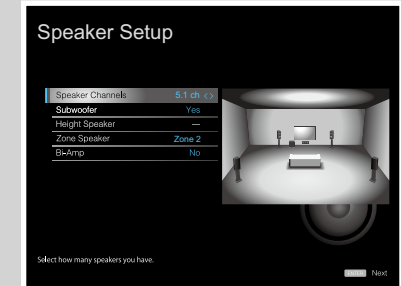 Speaker Setup
Speaker Channels 5.1 ch <>
Subwoofer Yes
Height Speaker ---
Zone Speaker Zone 2
Bi-Amp No
Select how many speakers you have.
ENTER Next